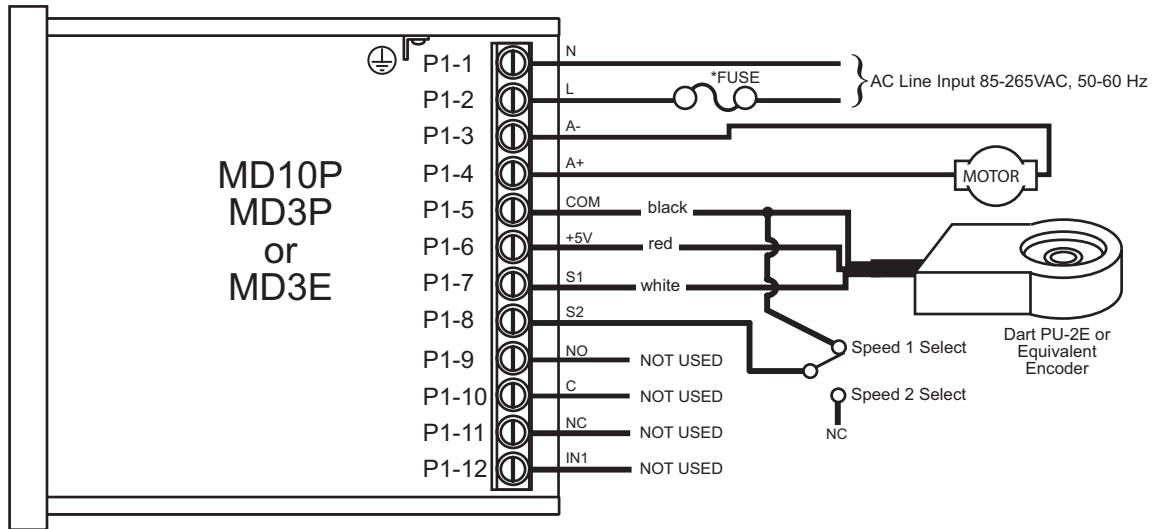 MD10P
MD3P
or
MD3E
P1-1
N
P1-2
L
*FUSE
AC Line Input 85-265VAC, 50-60 Hz
P1-3
A-
P1-4
A+
MOTOR
P1-5
COM
black
P1-6
+5V
red
P1-7
S1
white
P1-8
S2
Speed 1 Select
Dart PU-2E or
Equivalent
Encoder
P1-9
NO
NOT USED
P1-10
C
NOT USED
Speed 2 Select
NC
P1-11
NC
NOT USED
P1-12
IN1
NOT USED